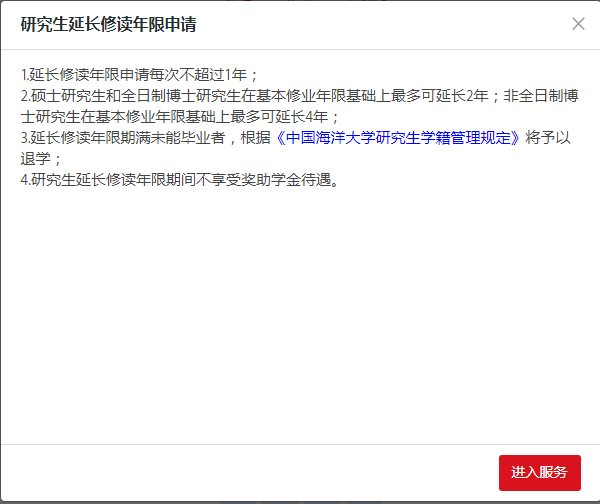 研究生延长修读年限申请
1.延长修读年限申请每次不超过1年；
2.硕士研究生和全日制博士研究生在基本修业年限基础上最多可延长2年；非全日制博
士研究生在基本修业年限基础上最多可延长4年；
3.延长修读年限期满未能毕业者，根据《中国海洋大学研究生学籍管理规定》将予以
退学；
4.研究生延长修读年限期间不享受奖助学金待遇。
进入服务